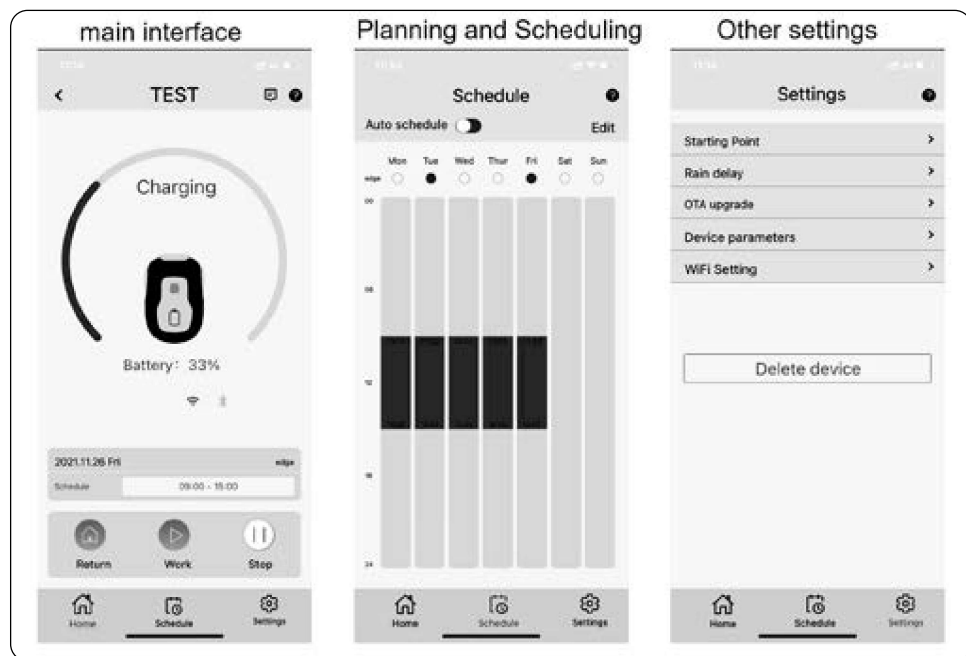 main interface
TEST
Charging
Battery: 33%
2021.11.26 Fri edge
Schedule 09:00 - 15:00
Return Work Stop
Home Schedule Settings
Planning and Scheduling
Schedule
Auto schedule Edit
Mon Tue Wed Thur Fri Sat Sun
edge
00
06
12
18
24
Home Schedule Settings
Other settings
Settings
Starting Point
Rain delay
OTA upgrade
Device parameters
WiFi Setting
Delete device
Home Schedule Settings